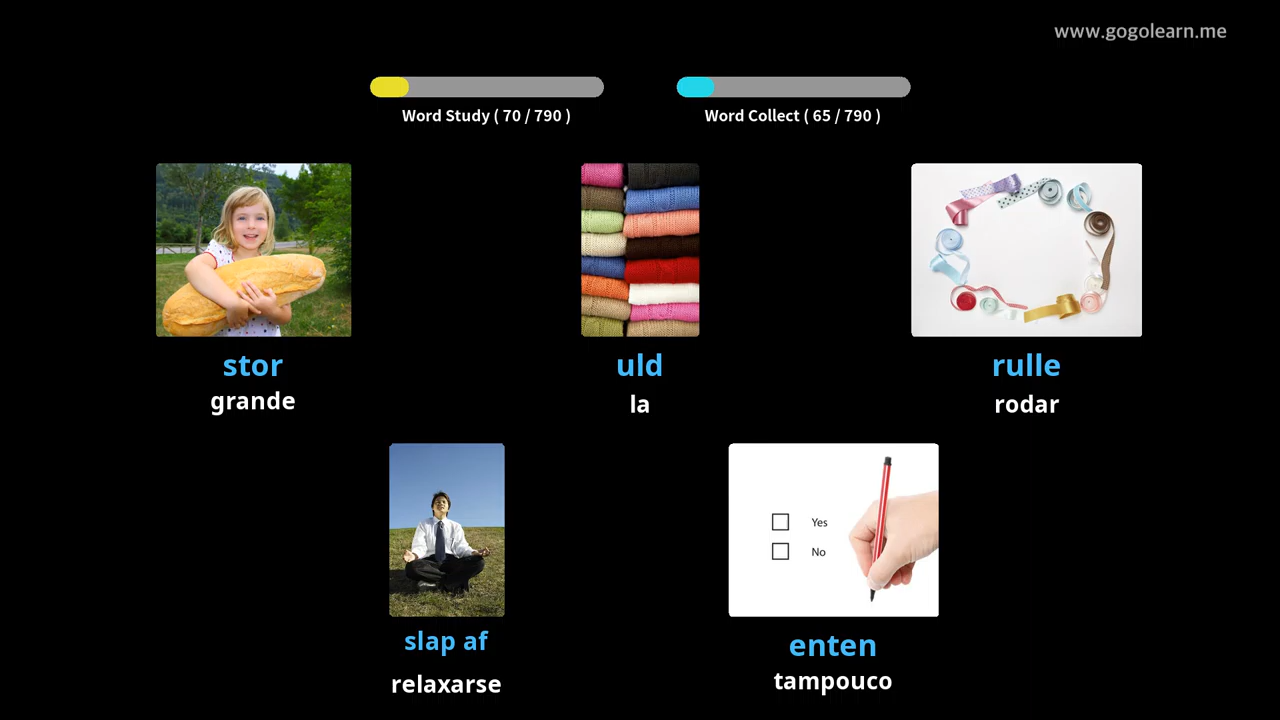 www.gogolearn.me
Word Study ( 70 / 790 )
Word Collect ( 65 / 790 )
stor
grande
uld
la
rulle
rodar
Yes
No
slap af
relaxarse
enten
tampouco